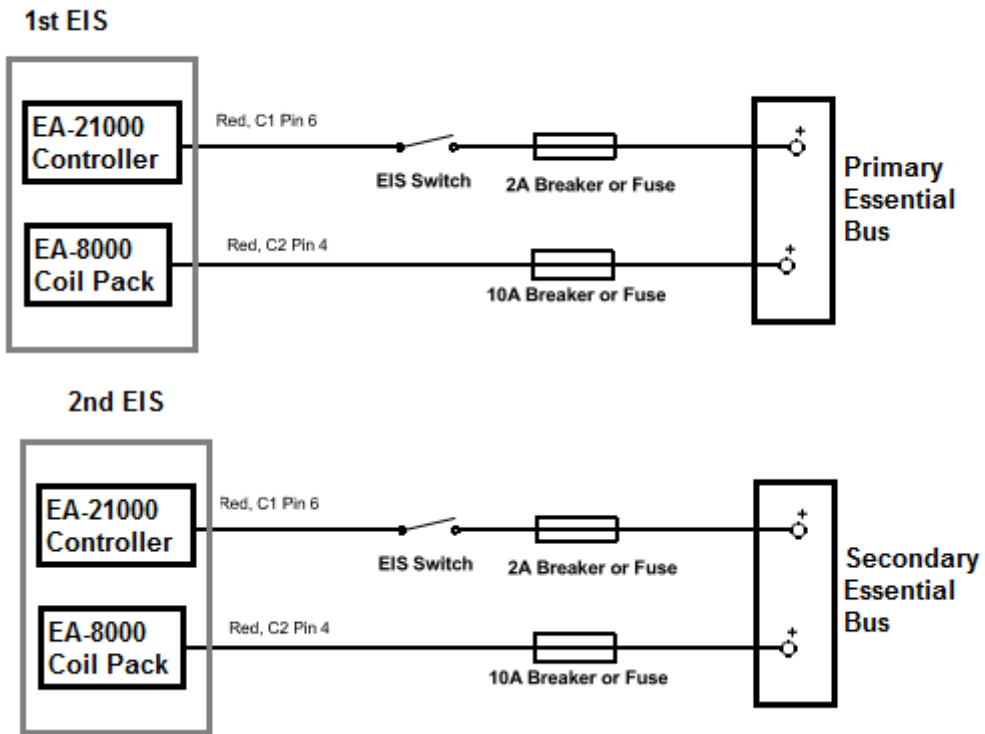 1st EIS
EA-21000
Controller
Red, C1 Pin 6
EIS Switch
2A Breaker or Fuse
+
EA-8000
Coil Pack
Red, C2 Pin 4
10A Breaker or Fuse
+
Primary
Essential
Bus
2nd EIS
EA-21000
Controller
Red, C1 Pin 6
EIS Switch
2A Breaker or Fuse
+
EA-8000
Coil Pack
Red, C2 Pin 4
10A Breaker or Fuse
+
Secondary
Essential
Bus